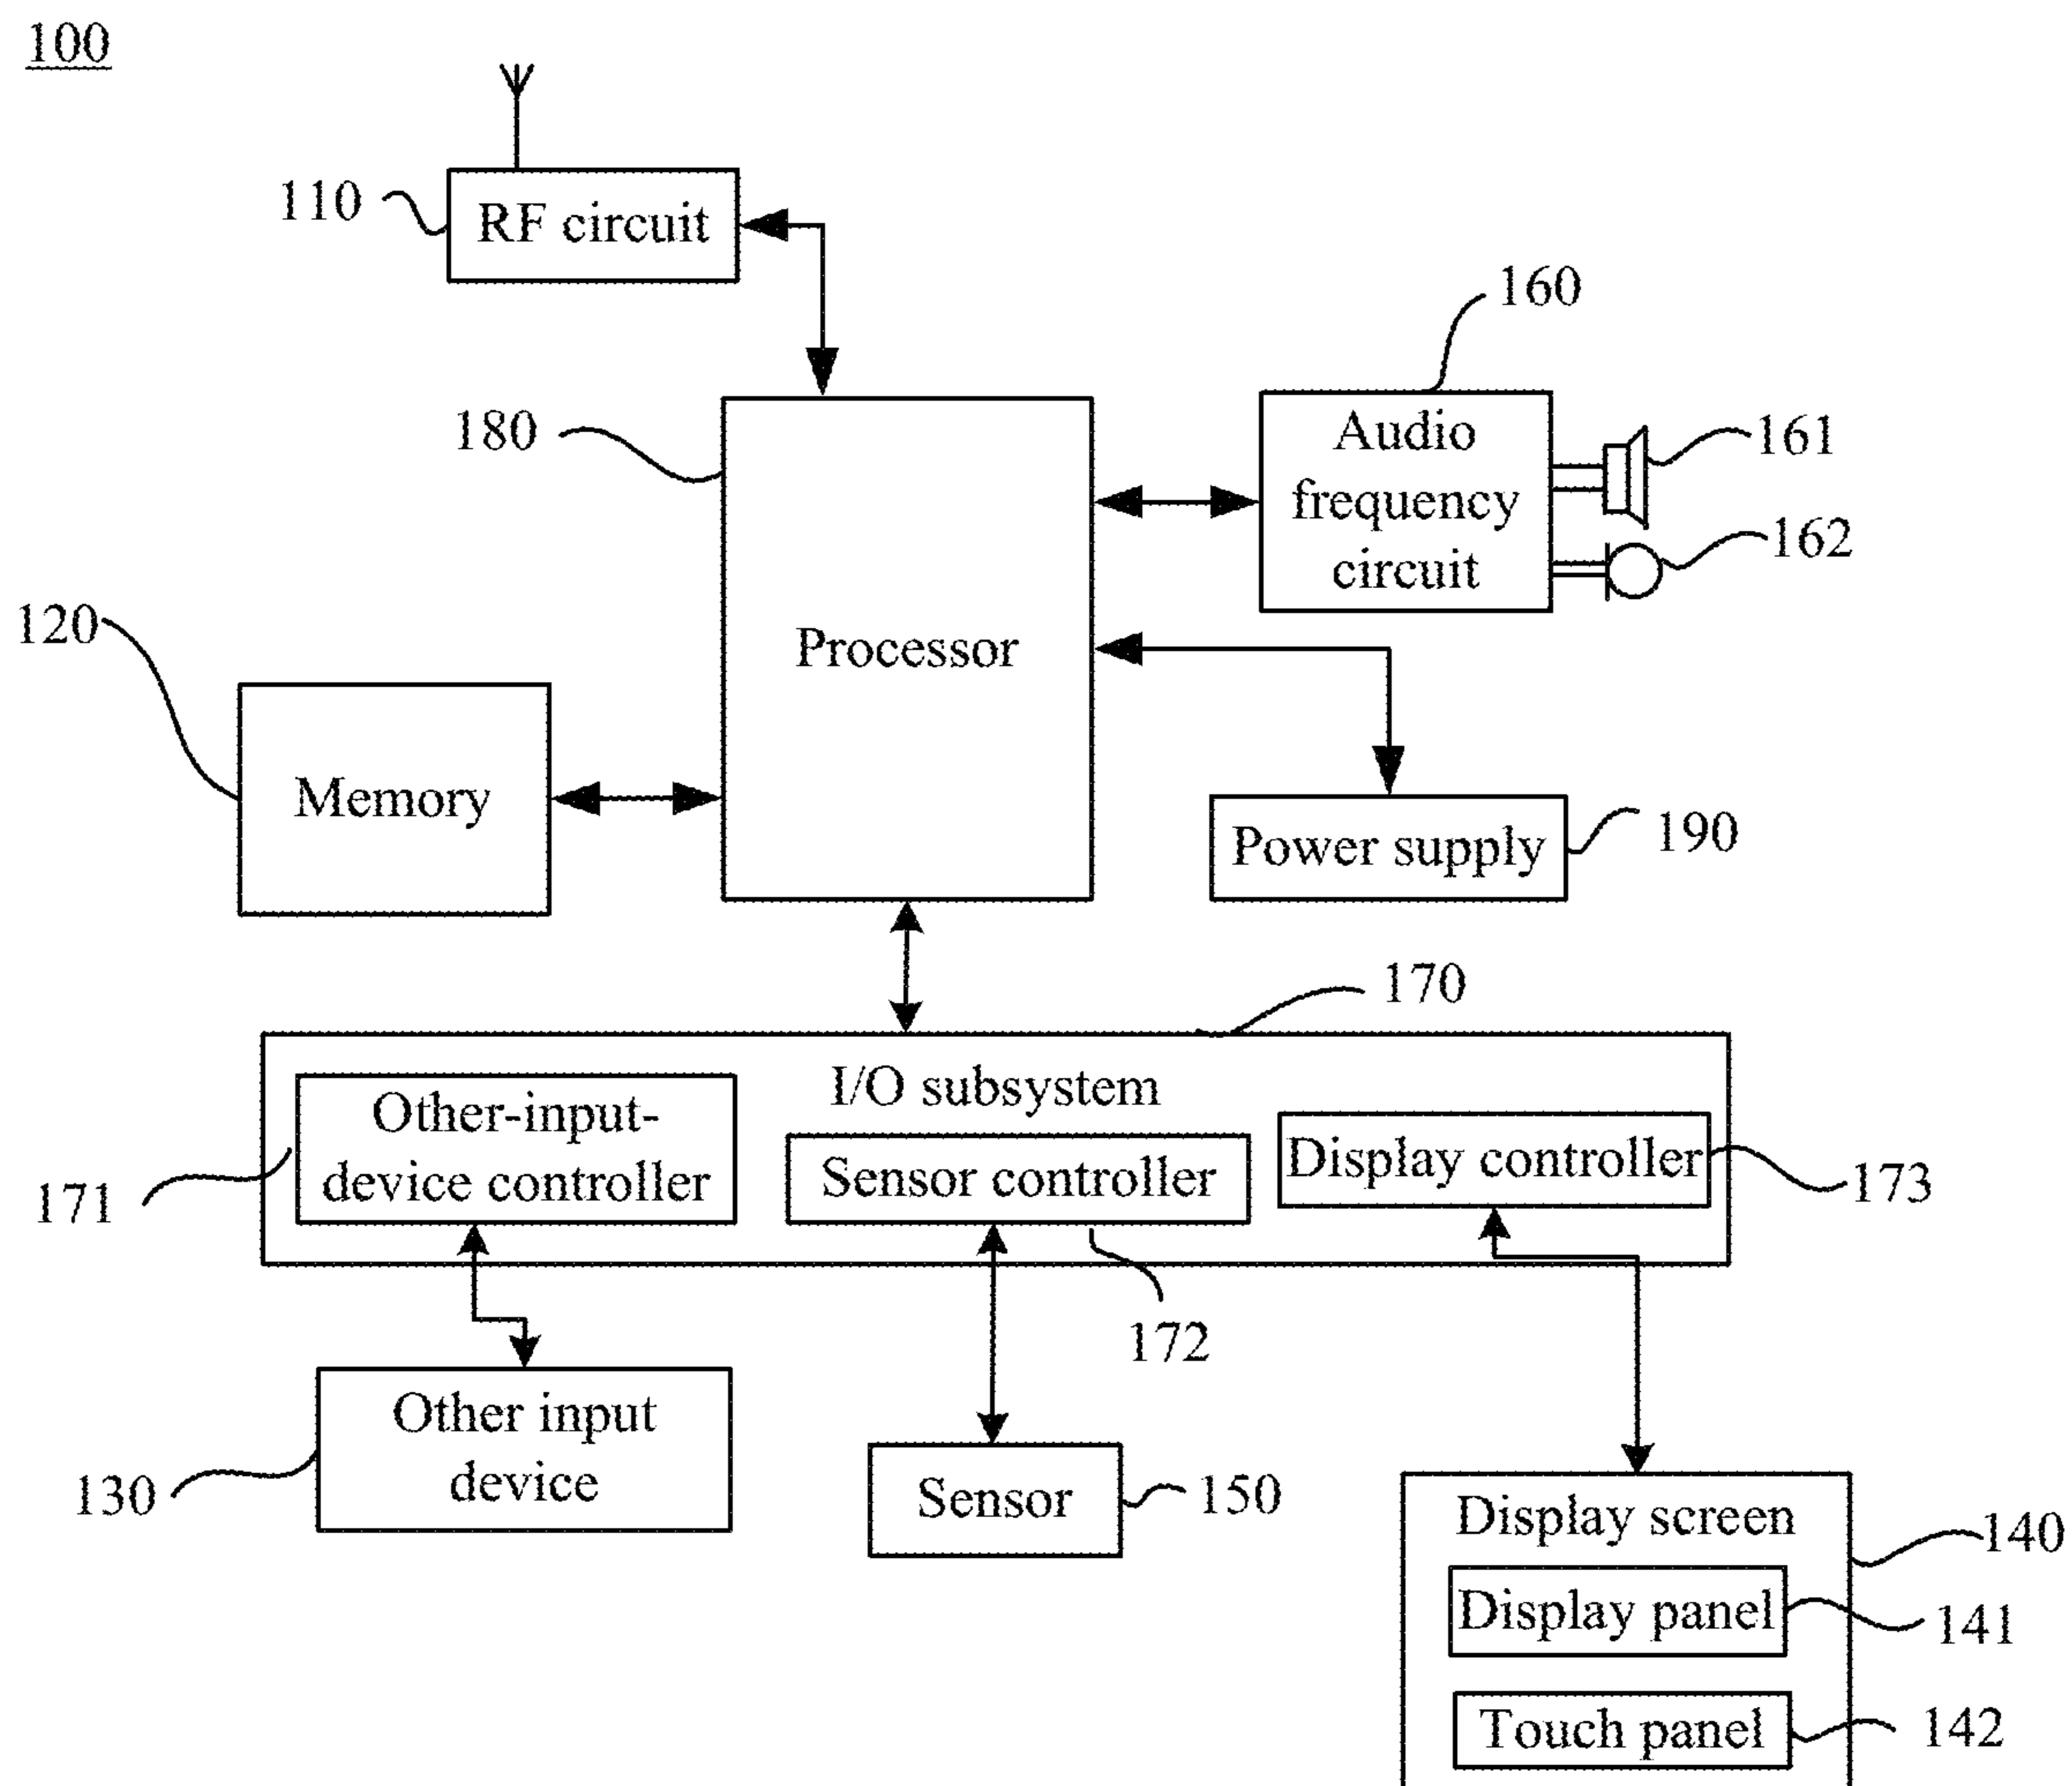 100
110
RF circuit
160
180
Audio
frequency
circuit
161
162
Processor
120
Memory
Power supply
190
170
I/O subsystem
Other-input-
device controller
171
Sensor controller
172
Display controller
173
Other input
device
130
Sensor
150
Display screen
140
Display panel
141
Touch panel
142